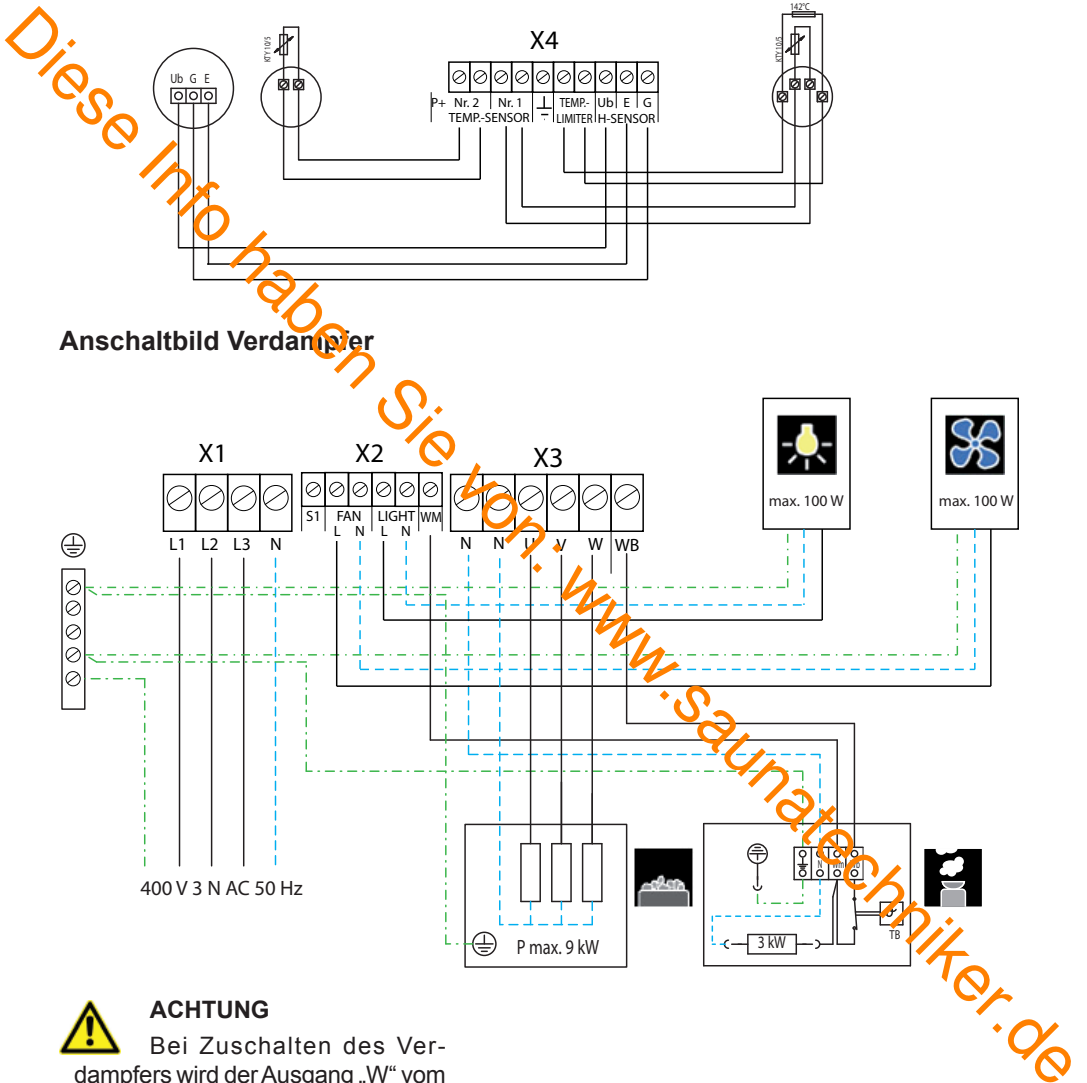 142°C
KTY 10/5
KTY 10/5
X4
Ub G E
P+ Nr. 2 Nr. 1 TEMP.- Ub E G
TEMP.-SENSOR LIMITER H-SENSOR
Anschaltbild Verdampfer
X1 X2 X3
max. 100 W max. 100 W
S1 FAN LIGHT WM
L N L N
L1 L2 L3 N N N U V W WB
400 V 3 N AC 50 Hz
N Wm Wb
TB
P max. 9 kW
3 kW
ACHTUNG
Bei Zuschalten des Ver-
dampfers wird der Ausgang „W“ vom
Diese Info haben Sie von: www.saunatechniker.de